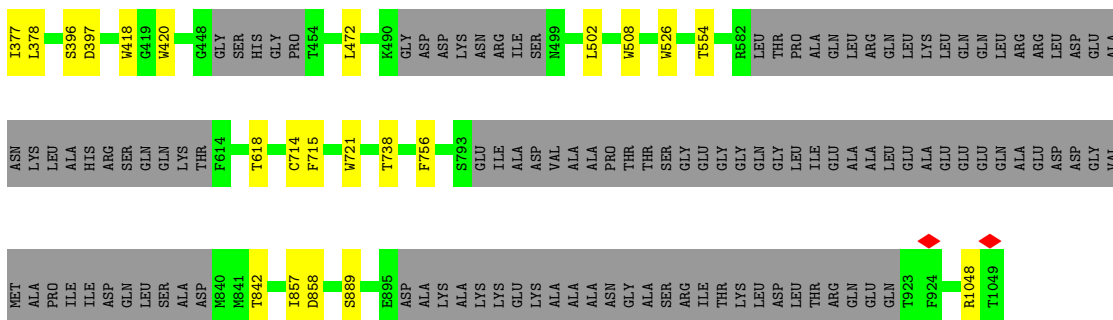 I377 L378 S396 D397 W418 G419 W420 G448 GLY SER HIS GLY PRO T454 L472 K490 GLY ASP ASP LYS ASN ARG ILE SER N499 L502 W508 W526 T554 R582 LEU THR PRO ALA GLN LEU ARG GLN LEU LYS LEU GLN GLN LEU ARG ARG LEU ASP GLU ALA
ASN LYS LEU ALA HIS ARG SER GLN GLN LYS THR F614 T618 C714 F715 W721 T738 F756 S793 GLU ILE ALA ASP VAL ALA ALA PRO THR THR SER GLY GLU GLY GLY GLN GLY LEU ILE GLU ALA ALA LEU GLU ALA GLU GLU GLU GLN ALA GLU ASP ASP GLY VAL
MET ALA PRO ILE ILE ASP GLN LEU SER ALA ASP M840 M841 T842 I857 D858 S889 E895 ASP ALA LYS ALA LYS LYS GLU LYS ALA ALA ALA ASN GLY ALA SER ARG ILE THR LYS LEU ASP LEU THR ARG GLN GLU GLN T923 F924 R1048 T1049